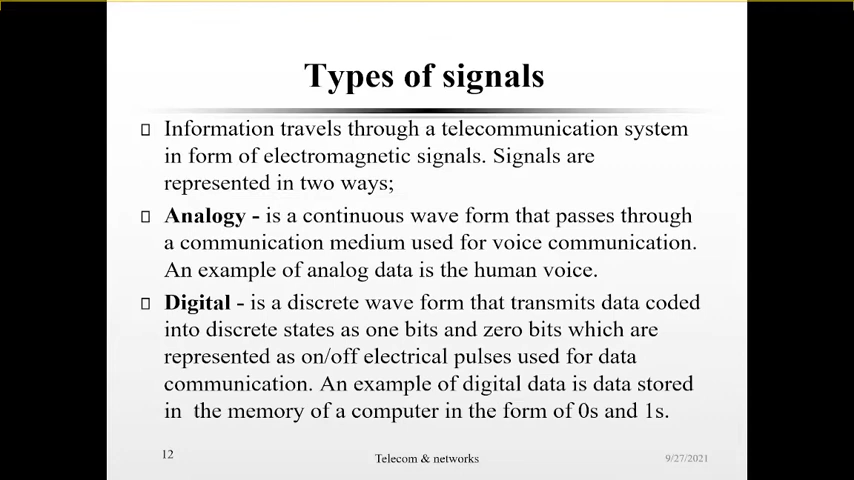 Types of signals
Information travels through a telecommunication system
in form of electromagnetic signals. Signals are
represented in two ways;
Analogy - is a continuous wave form that passes through
a communication medium used for voice communication.
An example of analog data is the human voice.
Digital - is a discrete wave form that transmits data coded
into discrete states as one bits and zero bits which are
represented as on/off electrical pulses used for data
communication. An example of digital data is data stored
in the memory of a computer in the form of 0s and 1s.
12
Telecom & networks
9/27/2021